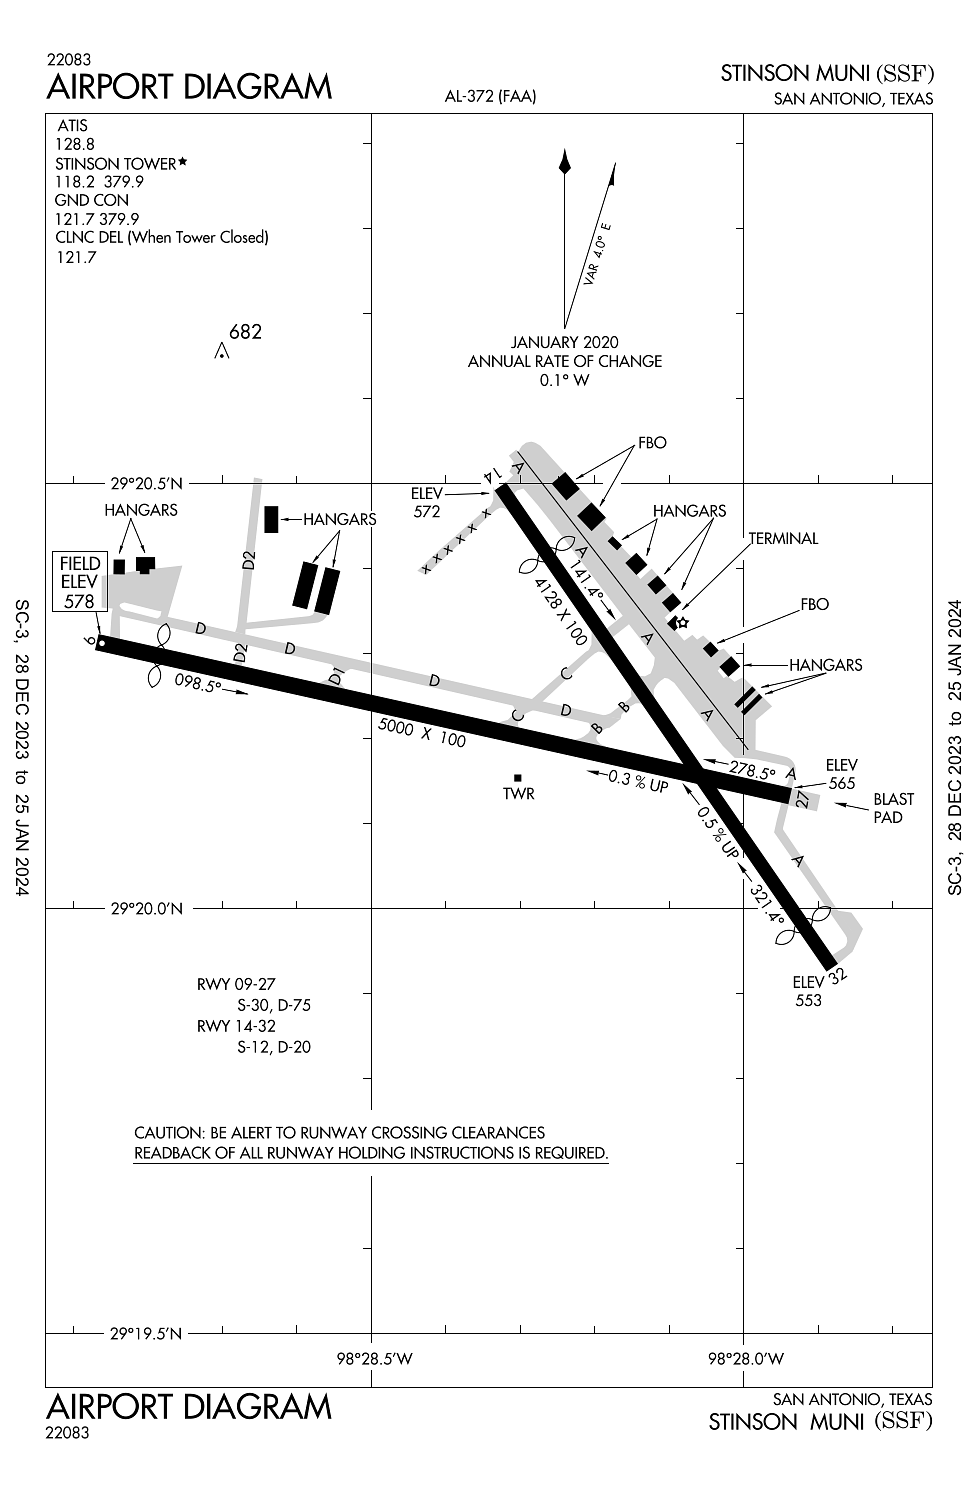 22083
AIRPORT DIAGRAM
AL-372 (FAA)
STINSON MUNI (SSF)
SAN ANTONIO, TEXAS
ATIS
128.8
STINSON TOWER★
118.2 379.9
GND CON
121.7 379.9
CLNC DEL (When Tower Closed)
121.7
VAR 4.0° E
682
JANUARY 2020
ANNUAL RATE OF CHANGE
0.1° W
FBO
29°20.5'N
14
A
ELEV
572
HANGARS
HANGARS
HANGARS
TERMINAL
x x x x x x x
D2
A
141.4°
4128 X 100
FIELD
ELEV
578
FBO
9
D
D2
D
A
HANGARS
D1
D
C
B
098.5°
C
D
B
A
5000 X 100
278.5°
A
ELEV
565
0.3 % UP
TWR
27
BLAST
PAD
0.5 % UP
A
321.4°
29°20.0'N
ELEV
553
32
RWY 09-27
S-30, D-75
RWY 14-32
S-12, D-20
CAUTION: BE ALERT TO RUNWAY CROSSING CLEARANCES
READBACK OF ALL RUNWAY HOLDING INSTRUCTIONS IS REQUIRED.
29°19.5'N
98°28.5'W
98°28.0'W
SC-3, 28 DEC 2023 to 25 JAN 2024
SC-3, 28 DEC 2023 to 25 JAN 2024
AIRPORT DIAGRAM
22083
SAN ANTONIO, TEXAS
STINSON MUNI (SSF)